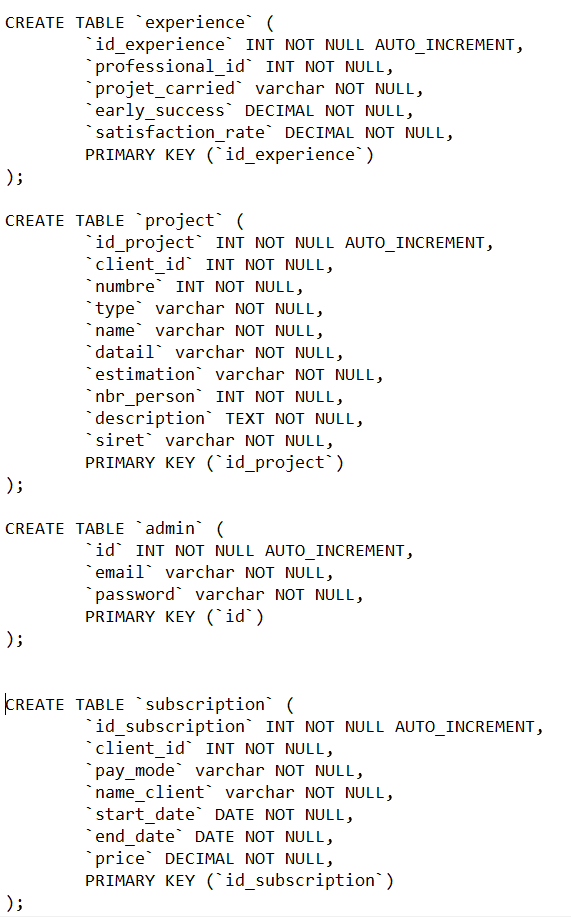 CREATE TABLE `experience` (
	`id_experience` INT NOT NULL AUTO_INCREMENT,
	`professional_id` INT NOT NULL,
	`projet_carried` varchar NOT NULL,
	`early_success` DECIMAL NOT NULL,
	`satisfaction_rate` DECIMAL NOT NULL,
	PRIMARY KEY (`id_experience`)
);
CREATE TABLE `project` (
	`id_project` INT NOT NULL AUTO_INCREMENT,
	`client_id` INT NOT NULL,
	`numbre` INT NOT NULL,
	`type` varchar NOT NULL,
	`name` varchar NOT NULL,
	`datail` varchar NOT NULL,
	`estimation` varchar NOT NULL,
	`nbr_person` INT NOT NULL,
	`description` TEXT NOT NULL,
	`siret` varchar NOT NULL,
	PRIMARY KEY (`id_project`)
);
CREATE TABLE `admin` (
	`id` INT NOT NULL AUTO_INCREMENT,
	`email` varchar NOT NULL,
	`password` varchar NOT NULL,
	PRIMARY KEY (`id`)
);
CREATE TABLE `subscription` (
	`id_subscription` INT NOT NULL AUTO_INCREMENT,
	`client_id` INT NOT NULL,
	`pay_mode` varchar NOT NULL,
	`name_client` varchar NOT NULL,
	`start_date` DATE NOT NULL,
	`end_date` DATE NOT NULL,
	`price` DECIMAL NOT NULL,
	PRIMARY KEY (`id_subscription`)
);